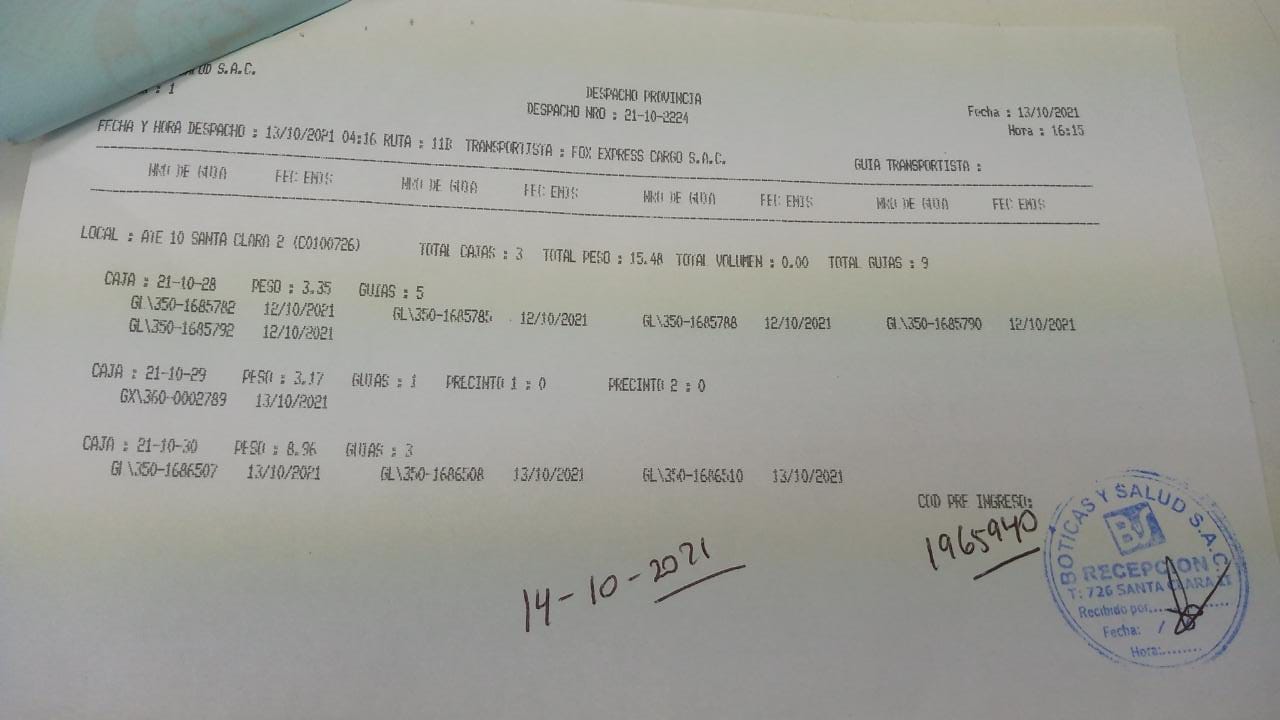 UD S.A.C.
: 1
DESPACHO PROVINCIA
DESPACHO NRO : 21-10-2224
Fecha : 13/10/2021
Hora : 16:15
FECHA Y HORA DESPACHO : 13/10/2021 04:16 RUTA : 11B TRANSPORTISTA : FOX EXPRESS CARGO S.A.C.
GUIA TRANSPORTISTA :
NRO DE GUIA FEC EMIS NRO DE GUIA FEC EMIS NRO DE GUIA FEC EMIS NRO DE GUIA FEC EMIS
LOCAL : ATE 10 SANTA CLARA 2 (C0100726) TOTAL CAJAS : 3 TOTAL PESO : 15.48 TOTAL VOLUMEN : 0.00 TOTAL GUIAS : 9
CAJA : 21-10-28 PESO : 3.35 GUIAS : 5
GL\350-1685782 12/10/2021 GL\350-1685785 12/10/2021 GL\350-1685788 12/10/2021 GL\350-1685790 12/10/2021
GL\350-1685792 12/10/2021
CAJA : 21-10-29 PESO : 3.17 GUIAS : 1 PRECINTO 1 : 0 PRECINTO 2 : 0
GX\360-0002789 13/10/2021
CAJA : 21-10-30 PESO : 8.96 GUIAS : 3
GL\350-1686507 13/10/2021 GL\350-1686508 13/10/2021 GL\350-1686510 13/10/2021
COD PRE INGRESO:
1965940
14-10-2021
BOTICAS Y SALUD S.A.C
RECEPCION
T: 726 SANTA CLARA II
Recibido por:........
Fecha: /
Hora:........